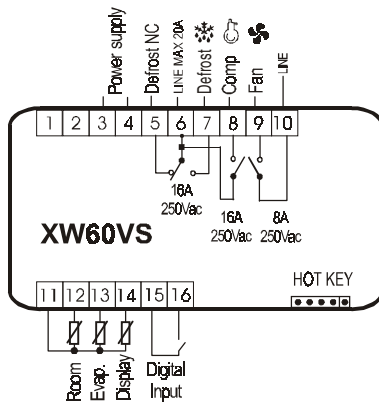 Power supply
Defrost NC
LINE MAX 20A
Defrost
Comp
Fan
LINE
1 2 3 4 5 6 7 8 9 10
16A
250Vac
16A
250Vac
8A
250Vac
XW60VS
HOT KEY
11 12 13 14 15 16
Room
Evap.
Display
Digital
Input